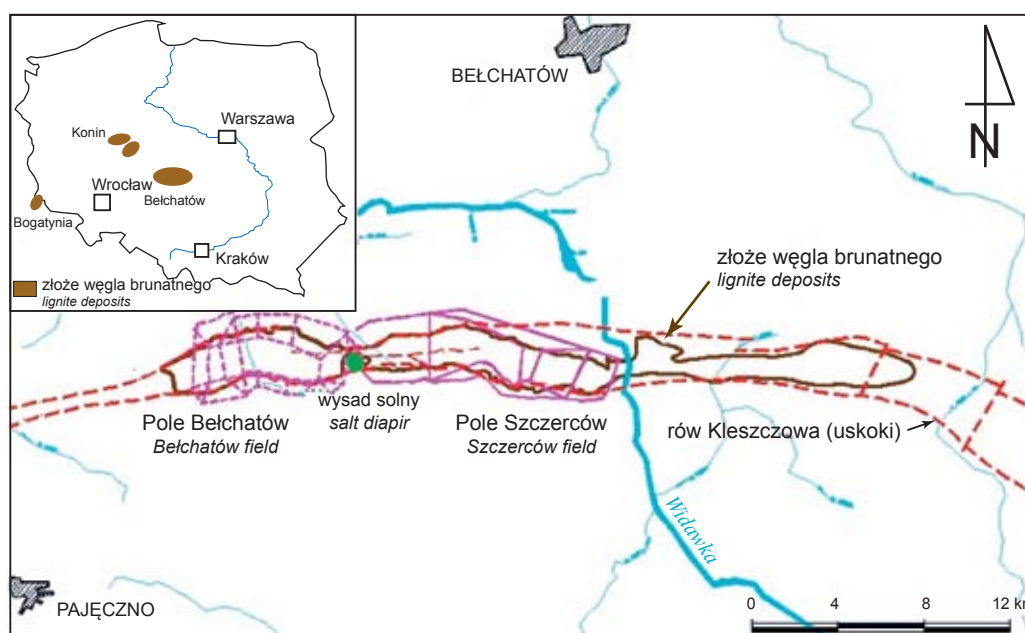 BEŁCHATÓW
N
Warszawa
Konin
Wrocław
Bełchatów
Bogatynia
Kraków
złoże węgla brunatnego
lignite deposits
złoże węgla brunatnego
lignite deposits
wysad solny
salt diapir
Pole Bełchatów
Bełchatów field
Pole Szczerców
Szczerców field
rów Kleszczowa (uskoki)
Widawka
PAJĘCZNO
0 4 8 12 km